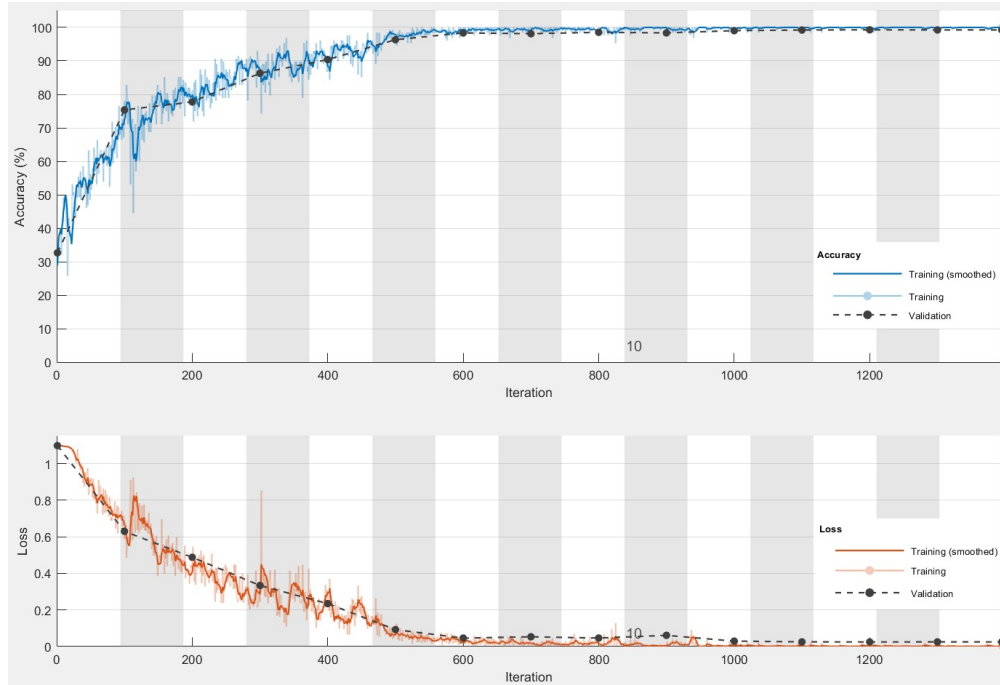 100
90
80
70
60
50
40
30
20
10
0
Accuracy (%)
Accuracy
Training (smoothed)
Training
Validation
10
0 200 400 600 800 1000 1200
Iteration
1
0.8
0.6
0.4
0.2
0
Loss
Loss
Training (smoothed)
Training
Validation
10
0 200 400 600 800 1000 1200
Iteration